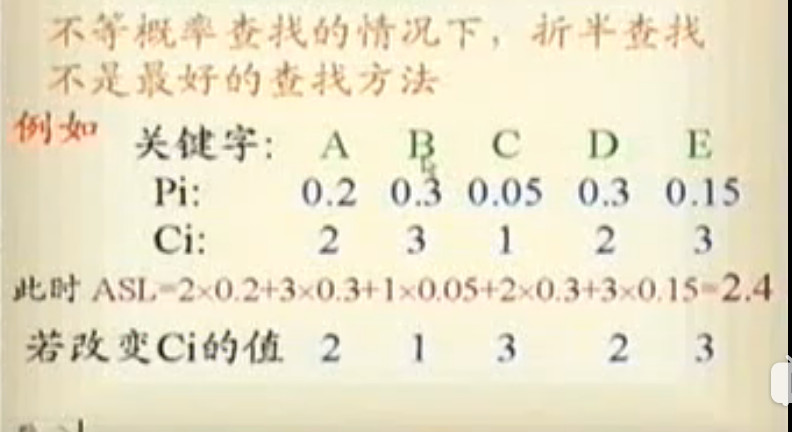 不等概率查找的情况下，折半查找
不是最好的查找方法
例如 关键字: A B C D E
Pi: 0.2 0.3 0.05 0.3 0.15
Ci: 2 3 1 2 3
此时 ASL=2×0.2+3×0.3+1×0.05+2×0.3+3×0.15=2.4
若改变Ci的值 2 1 3 2 3